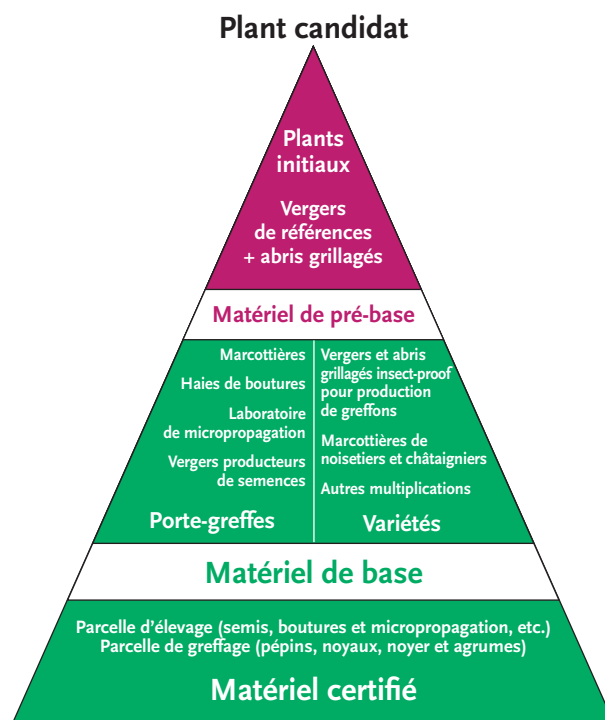 Plant candidat
Plants
initiaux
Vergers
de références
+ abris grillagés
Matériel de pré-base
Marcottières
Haies de boutures
Laboratoire
de micropropagation
Vergers producteurs
de semences
Porte-greffes
Vergers et abris
grillagés insect-proof
pour production
de greffons
Marcottières de
noisetiers et châtaigniers
Autres multiplications
Variétés
Matériel de base
Parcelle d'élevage (semis, boutures et micropropagation, etc.)
Parcelle de greffage (pépins, noyaux, noyer et agrumes)
Matériel certifié